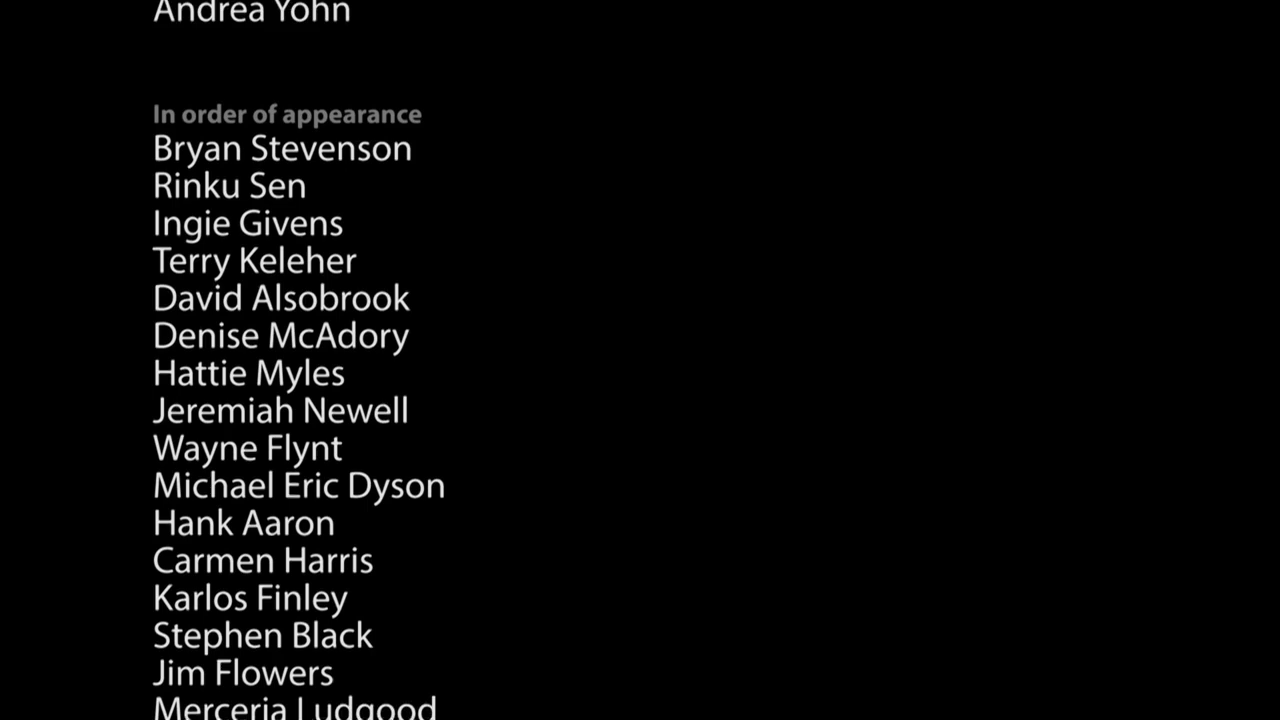 Andrea Yohn
In order of appearance
Bryan Stevenson
Rinku Sen
Ingie Givens
Terry Keleher
David Alsobrook
Denise McAdory
Hattie Myles
Jeremiah Newell
Wayne Flynt
Michael Eric Dyson
Hank Aaron
Carmen Harris
Karlos Finley
Stephen Black
Jim Flowers
Merceria Ludgood